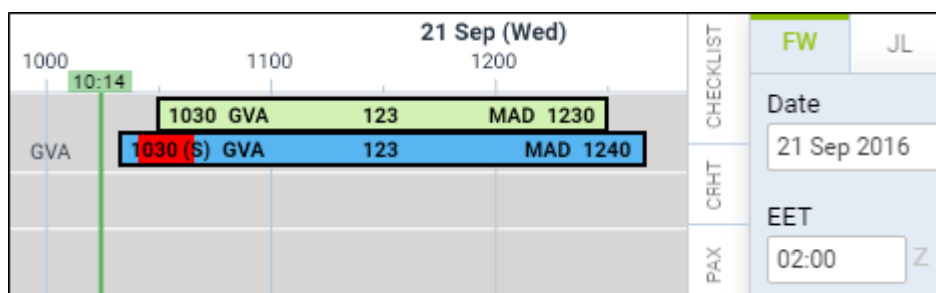 21 Sep (Wed)
1000 1100 1200
10:14
1030 GVA 123 MAD 1230
GVA 1030 (S) GVA 123 MAD 1240
CHECKLIST
CRHT
PAX
FW JL
Date
21 Sep 2016
EET
02:00 Z